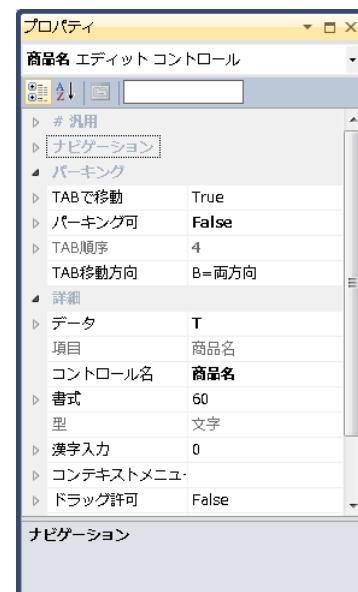 プロパティ
商品名 エディット コントロール
# 汎用
ナビゲーション
パーキング
TABで移動 True
パーキング可 False
TAB順序 4
TAB移動方向 B=両方向
詳細
データ T
項目 商品名
コントロール名 商品名
書式 60
型 文字
漢字入力 0
コンテキストメニュー
ドラッグ許可 False
ナビゲーション